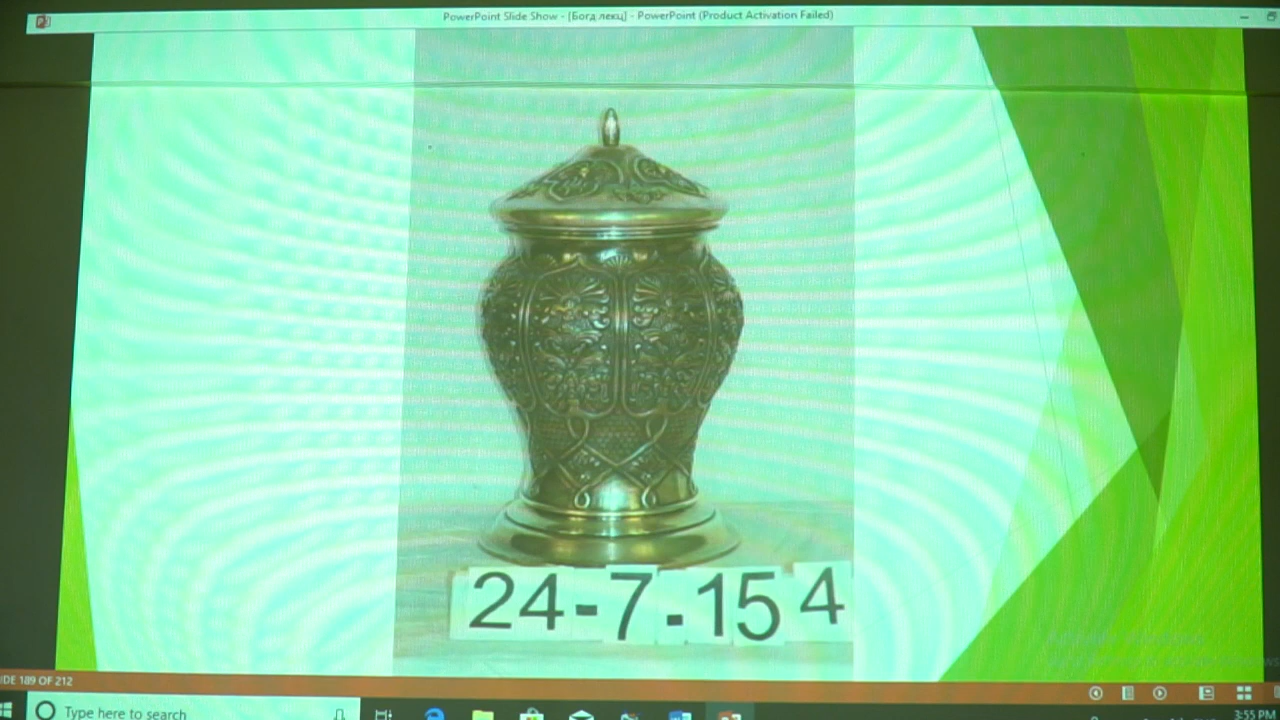 PowerPoint Slide Show - [Богд лекц] - PowerPoint (Product Activation Failed)
24-7-154
IDE 189 OF 212
Type here to search
3:55 PM